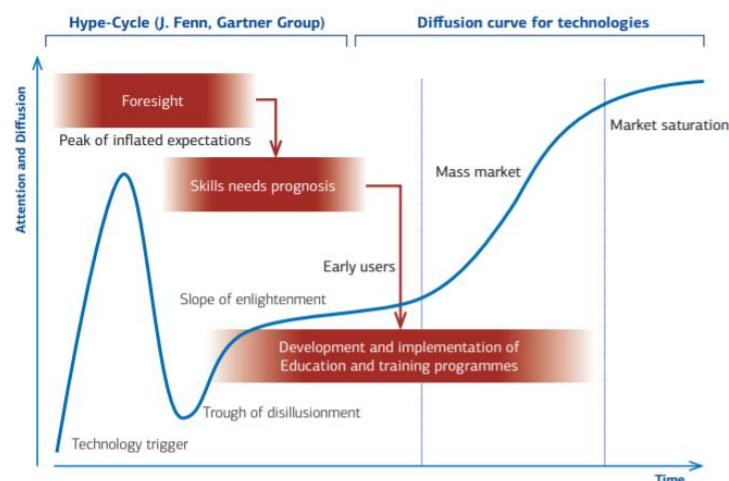 Hype-Cycle (J. Fenn, Gartner Group)
Diffusion curve for technologies
Attention and Diffusion
Foresight
Peak of inflated expectations
Market saturation
Skills needs prognosis
Mass market
Early users
Slope of enlightenment
Development and implementation of
Education and training programmes
Trough of disillusionment
Technology trigger
Time